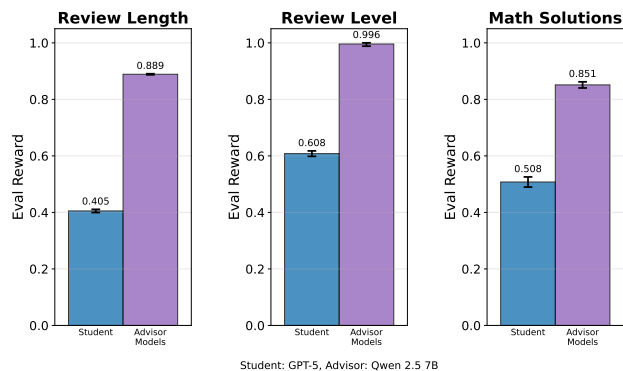 Review Length
Review Level
Math Solutions
Eval Reward
1.0
0.8
0.6
0.4
0.2
0.0
0.405
0.889
Student
Advisor
Models
Eval Reward
1.0
0.8
0.6
0.4
0.2
0.0
0.608
0.996
Student
Advisor
Models
Eval Reward
1.0
0.8
0.6
0.4
0.2
0.0
0.508
0.851
Student
Advisor
Models
Student: GPT-5, Advisor: Qwen 2.5 7B